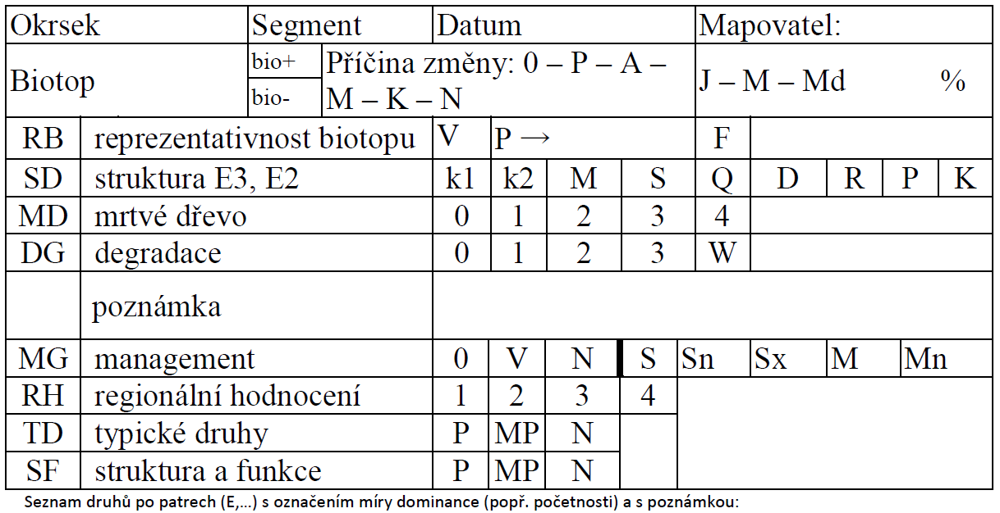 Okrsek Segment Datum Mapovatel:
Biotop bio+ bio- Příčina změny: 0 – P – A – M – K – N J – M – Md %
RB reprezentativnost biotopu V P → F
SD struktura E3, E2 k1 k2 M S Q D R P K
MD mrtvé dřevo 0 1 2 3 4
DG degradace 0 1 2 3 W
poznámka
MG management 0 V N S Sn Sx M Mn
RH regionální hodnocení 1 2 3 4
TD typické druhy P MP N
SF struktura a funkce P MP N
Seznam druhů po patrech (E,...) s označením míry dominance (popř. početnosti) a s poznámkou: